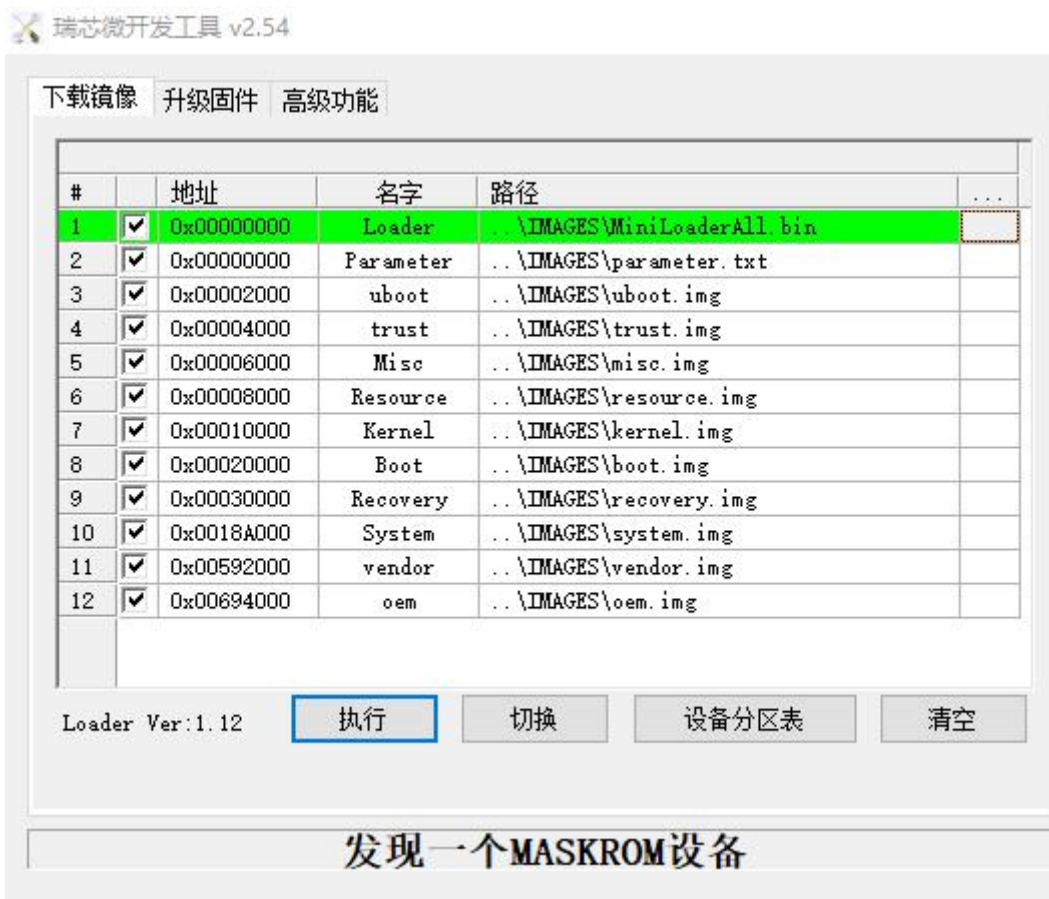 瑞芯微开发工具 v2.54
下载镜像 升级固件 高级功能
# 地址 名字 路径 ...
1 0x00000000 Loader ..\IMAGES\MiniLoaderAll.bin
2 0x00000000 Parameter ..\IMAGES\parameter.txt
3 0x00002000 uboot ..\IMAGES\uboot.img
4 0x00004000 trust ..\IMAGES\trust.img
5 0x00006000 Misc ..\IMAGES\misc.img
6 0x00008000 Resource ..\IMAGES\resource.img
7 0x00010000 Kernel ..\IMAGES\kernel.img
8 0x00020000 Boot ..\IMAGES\boot.img
9 0x00030000 Recovery ..\IMAGES\recovery.img
10 0x0018A000 System ..\IMAGES\system.img
11 0x00592000 vendor ..\IMAGES\vendor.img
12 0x00694000 oem ..\IMAGES\oem.img
Loader Ver:1.12 执行 切换 设备分区表 清空
发现一个MASKROM设备